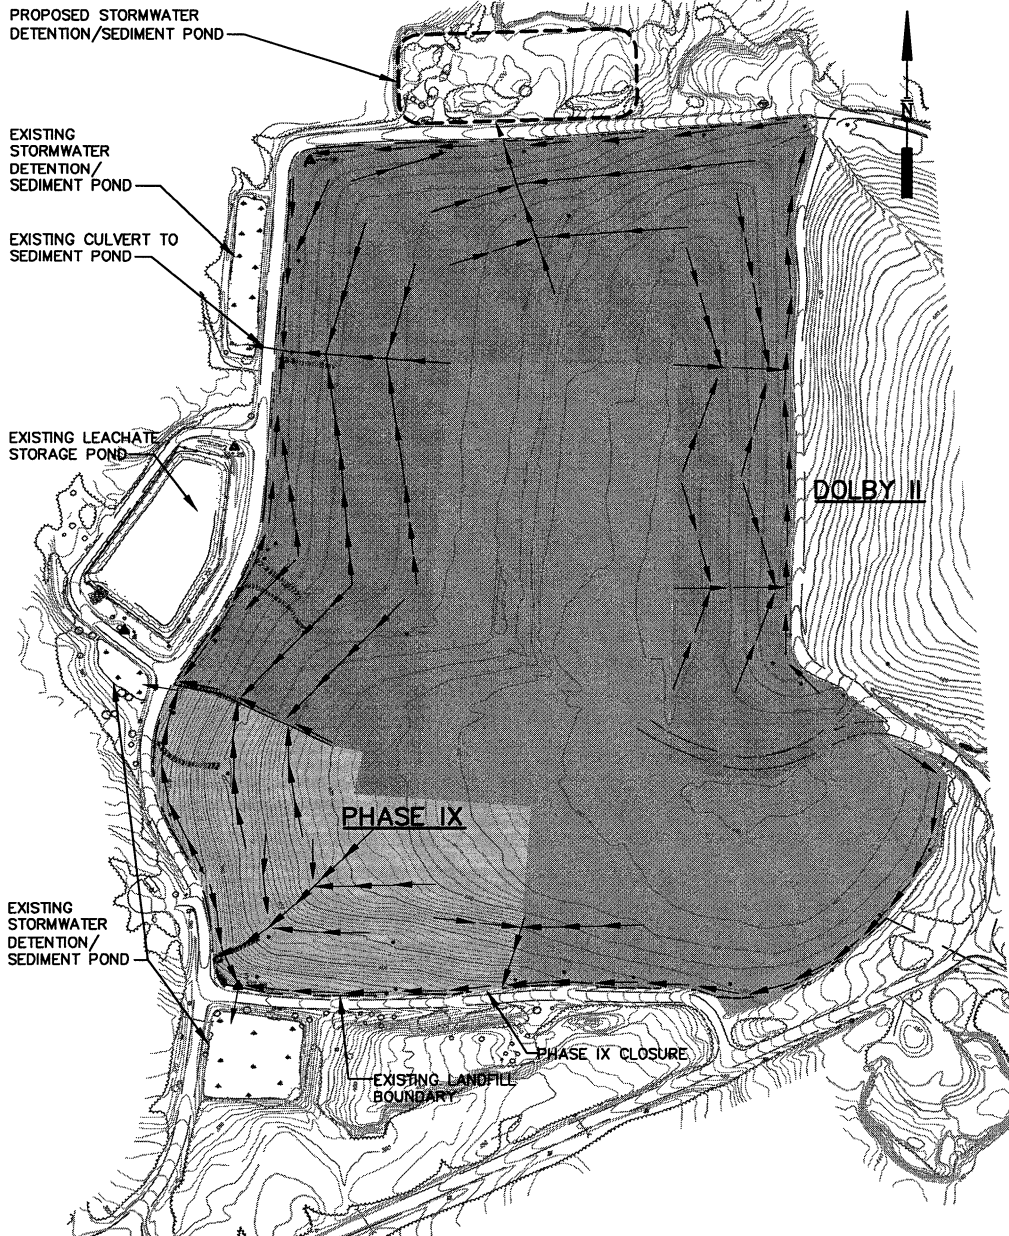 PROPOSED STORMWATER
DETENTION/SEDIMENT POND
N
EXISTING
STORMWATER
DETENTION/
SEDIMENT POND
EXISTING CULVERT TO
SEDIMENT POND
EXISTING LEACHATE
STORAGE POND
DOLBY II
PHASE IX
EXISTING
STORMWATER
DETENTION/
SEDIMENT POND
PHASE IX CLOSURE
EXISTING LANDFILL
BOUNDARY